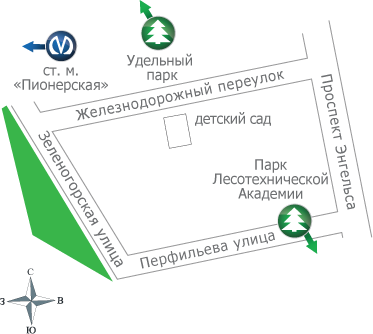 Удельный
парк
ст. м.
«Пионерская»
Железнодорожный переулок
Проспект Энгельса
детский сад
Зеленогорская улица
Парк
Лесотехнической
Академии
Перфильева улица
С
З
В
Ю